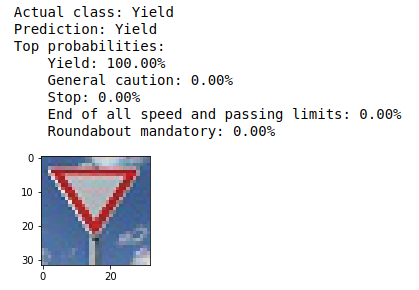 Actual class: Yield
Prediction: Yield
Top probabilities:
Yield: 100.00%
General caution: 0.00%
Stop: 0.00%
End of all speed and passing limits: 0.00%
Roundabout mandatory: 0.00%
0
10
20
30
0
20